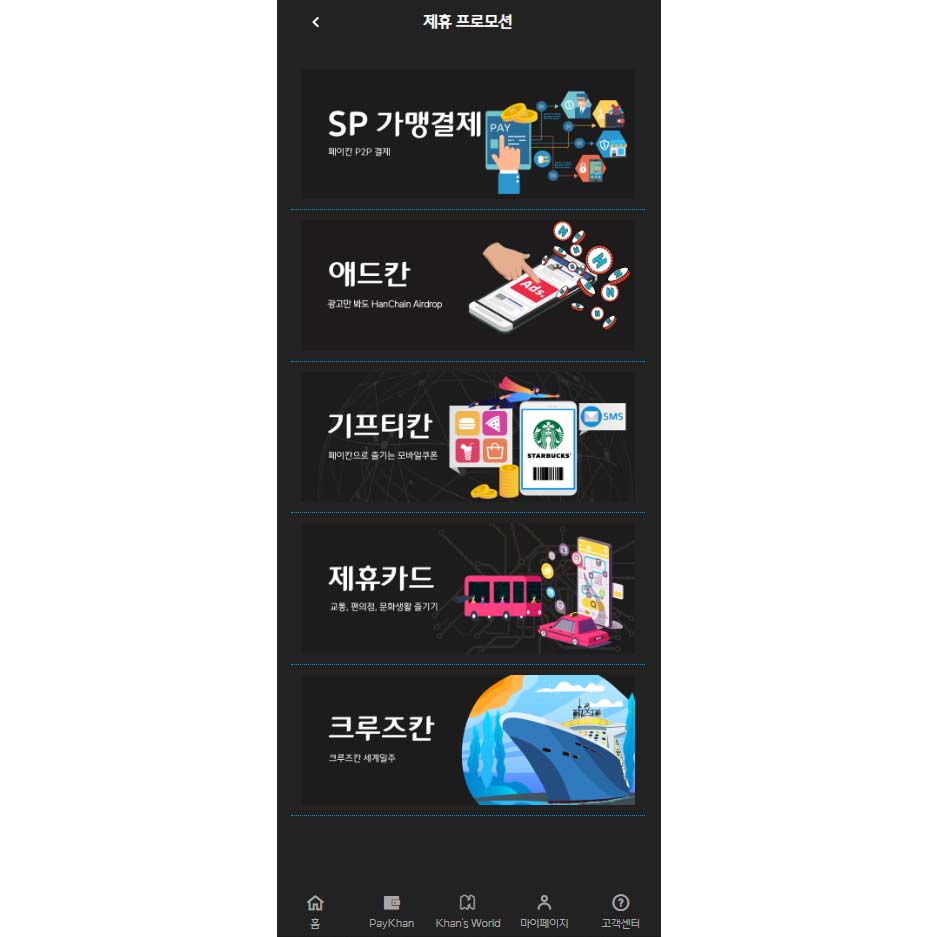 제휴 프로모션
SP 가맹결제
페이칸 P2P 결제
PAY
애드칸
광고만 봐도 HanChain Airdrop
Ads.
기프티칸
페이칸으로 즐기는 모바일쿠폰
SMS
STARBUCKS
제휴카드
교통, 편의점, 문화생활 즐기기
크루즈칸
크루즈칸 세계일주
홈
PayKhan
Khan's World
마이페이지
고객센터